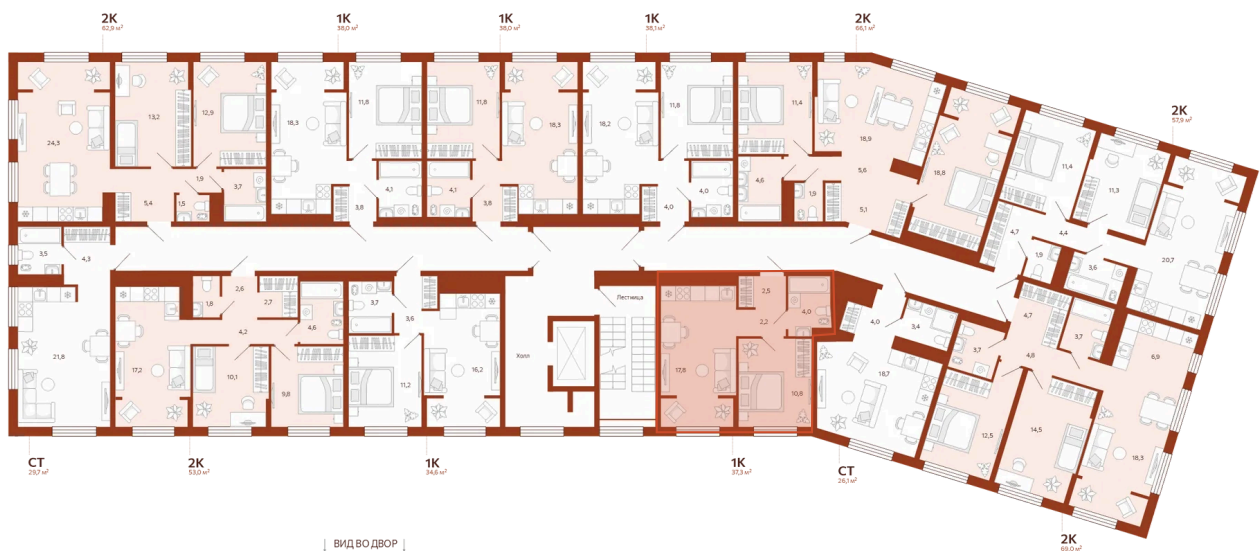 2К
62,9 м²
1К
38,0 м²
1К
38,0 м²
1К
38,1 м²
2К
66,1 м²
2К
57,9 м²
24,3
13,2
12,9
18,3
11,8
11,8
18,3
18,2
11,8
11,4
18,9
18,8
11,4
11,3
20,7
5,4
1,9
1,5
3,7
3,8
4,1
4,1
3,8
4,0
4,0
4,6
1,9
5,6
5,1
4,7
4,4
1,9
3,6
3,5
4,3
21,8
17,2
1,8
2,6
2,7
4,2
4,6
10,1
9,8
3,7
3,6
11,2
16,2
Холл
Лестница
17,8
2,5
2,2
4,0
10,8
4,0
3,4
18,7
3,7
12,5
4,7
4,8
3,7
14,5
6,9
18,3
СТ
29,7 м²
2К
53,0 м²
1К
34,6 м²
1К
37,3 м²
СТ
26,1 м²
2К
69,0 м²
ВИД ВО ДВОР